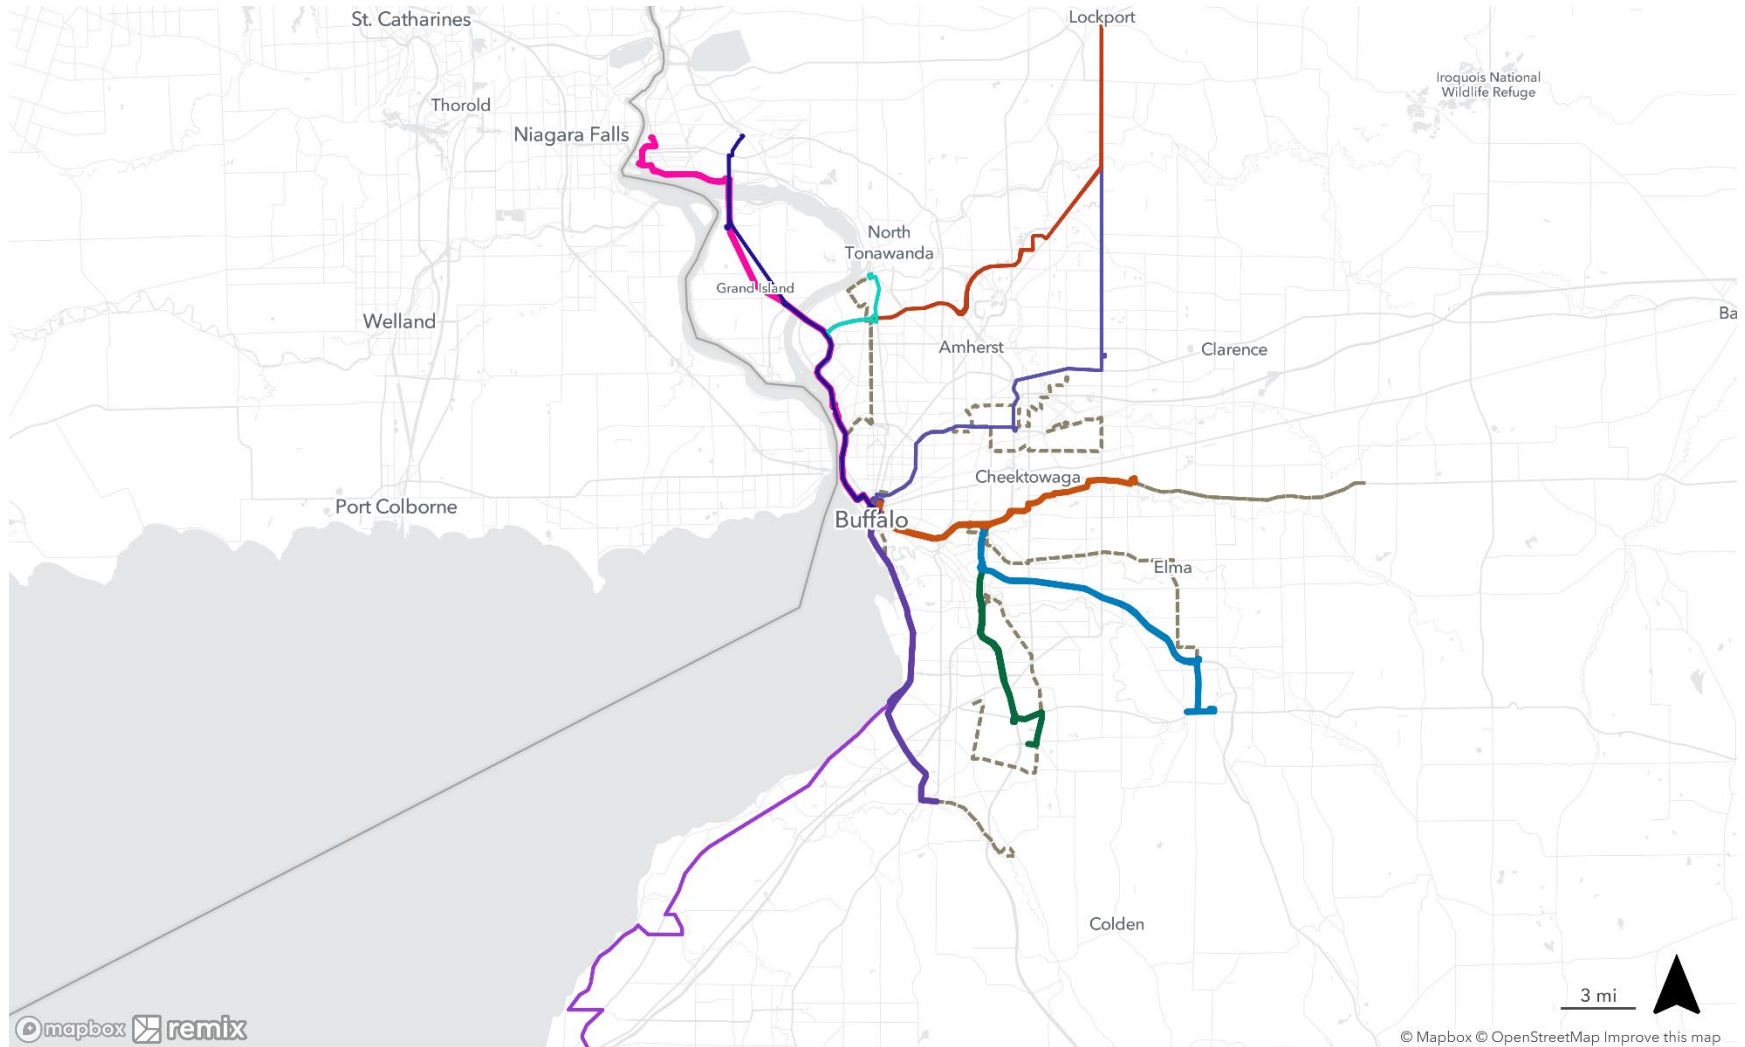 St. Catharines
Lockport
Iroquois National
Wildlife Refuge
Thorold
Niagara Falls
North
Tonawanda
Grand Island
Welland
Ba
Amherst
Clarence
Cheektowaga
Port Colborne
Buffalo
Elma
Colden
3 mi
mapbox remix
© Mapbox © OpenStreetMap Improve this map